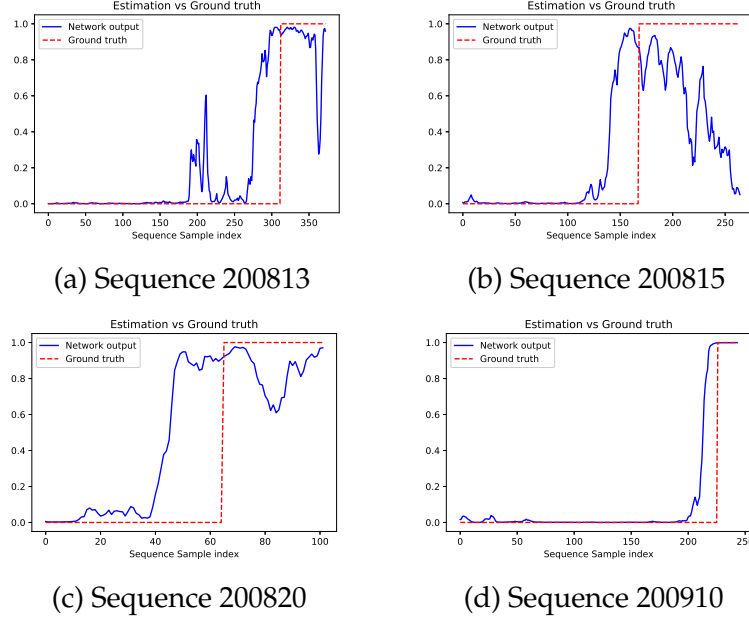 Estimation vs Ground truth
Network output
Ground truth
1.0
0.8
0.6
0.4
0.2
0.0
0 50 100 150 200 250 300 350
Sequence Sample index
(a) Sequence 200813
Estimation vs Ground truth
Network output
Ground truth
1.0
0.8
0.6
0.4
0.2
0.0
0 50 100 150 200 250
Sequence Sample index
(b) Sequence 200815
Estimation vs Ground truth
Network output
Ground truth
1.0
0.8
0.6
0.4
0.2
0.0
0 20 40 60 80 100
Sequence Sample index
(c) Sequence 200820
Estimation vs Ground truth
Network output
Ground truth
1.0
0.8
0.6
0.4
0.2
0.0
0 50 100 150 200
Sequence Sample index
(d) Sequence 200910